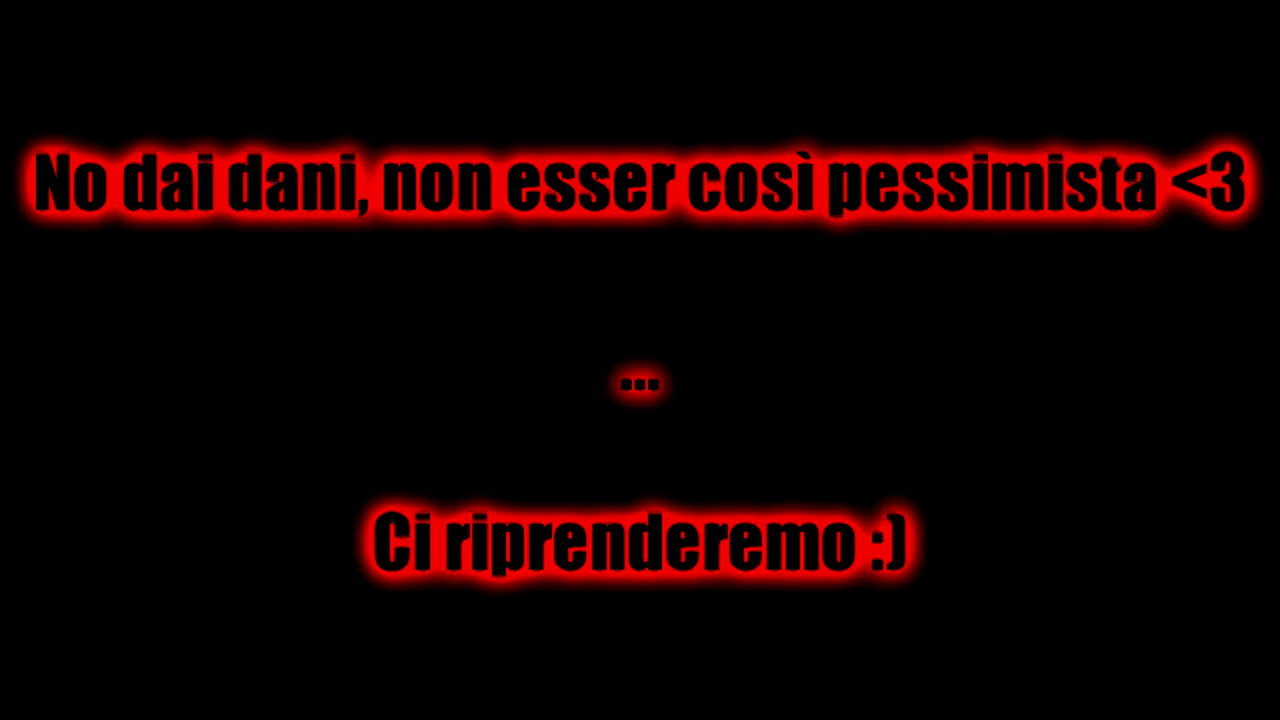 No dai dani, non esser così pessimista <3
...
Ci riprenderemo :)